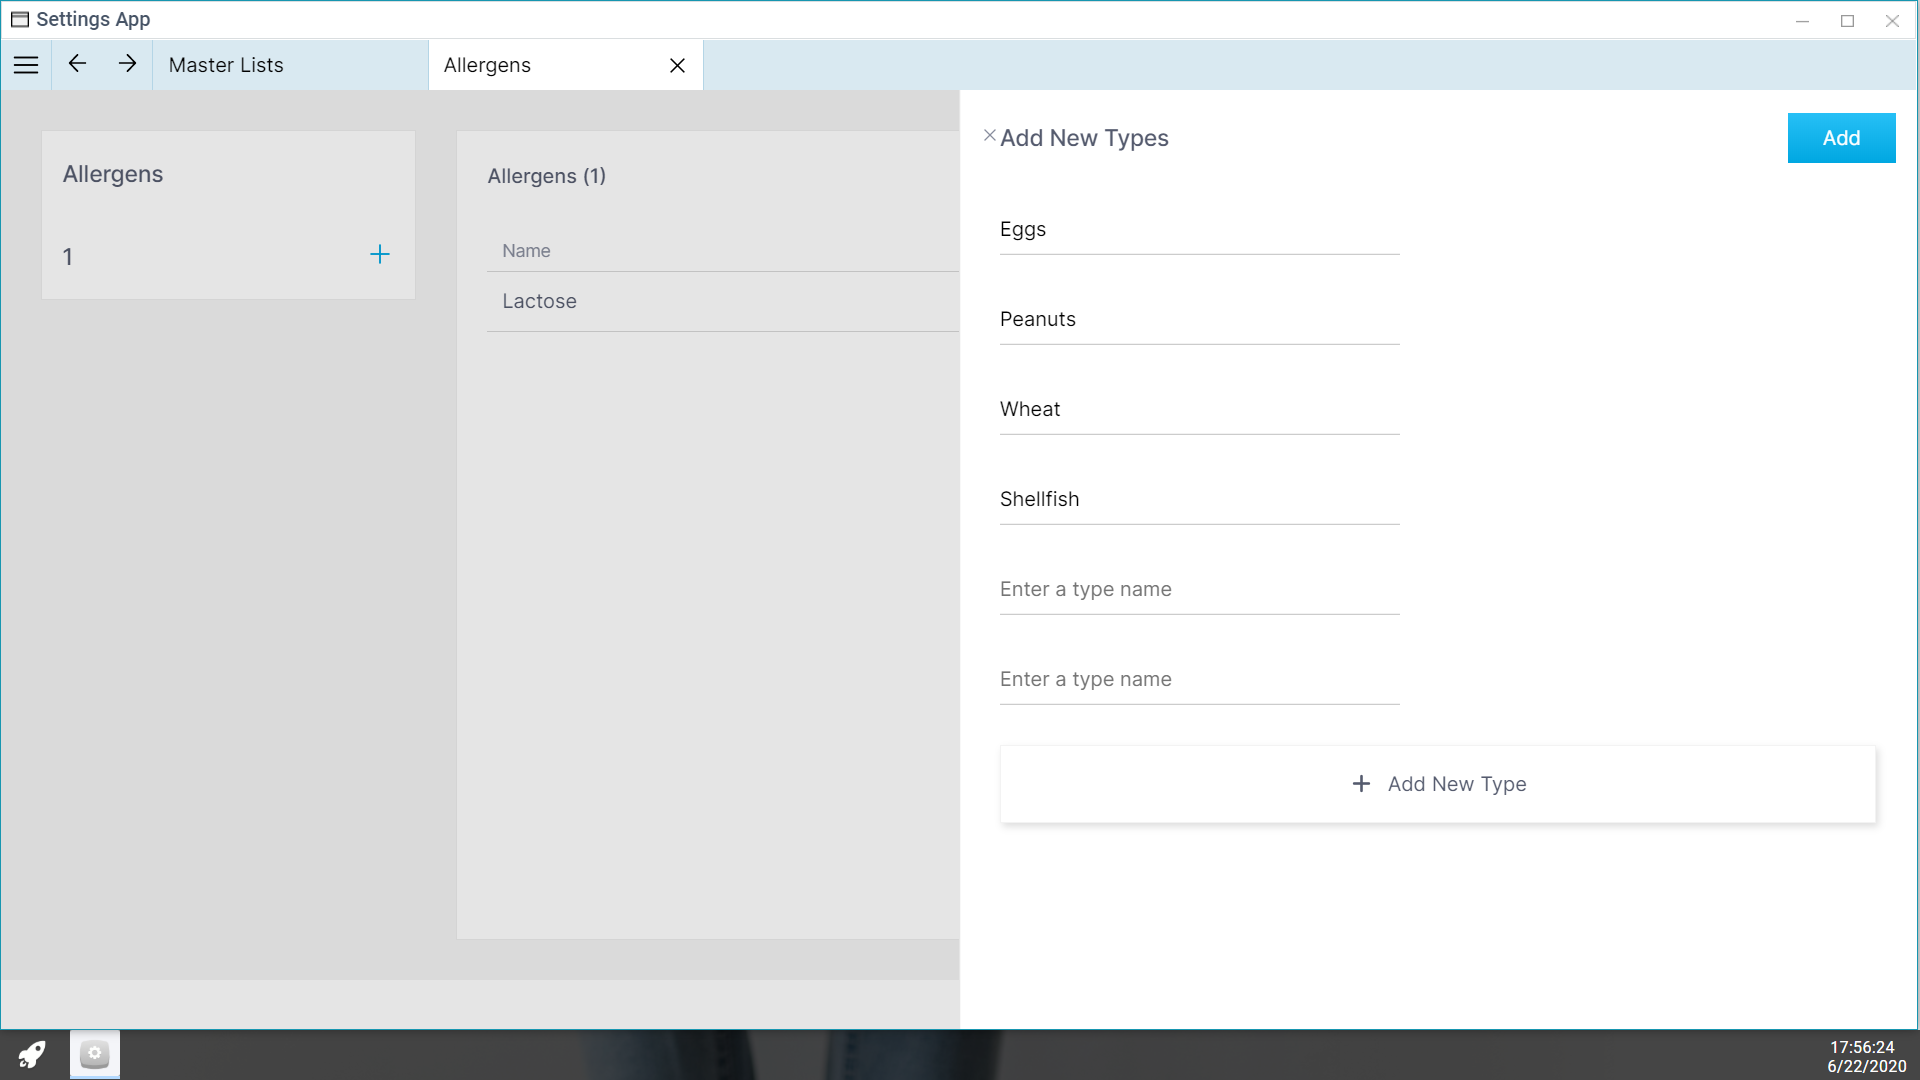 Settings App
Master Lists
Allergens
Allergens
1
Allergens (1)
Name
Lactose
Add New Types
Add
Eggs
Peanuts
Wheat
Shellfish
Enter a type name
Enter a type name
Add New Type
17:56:24
6/22/2020